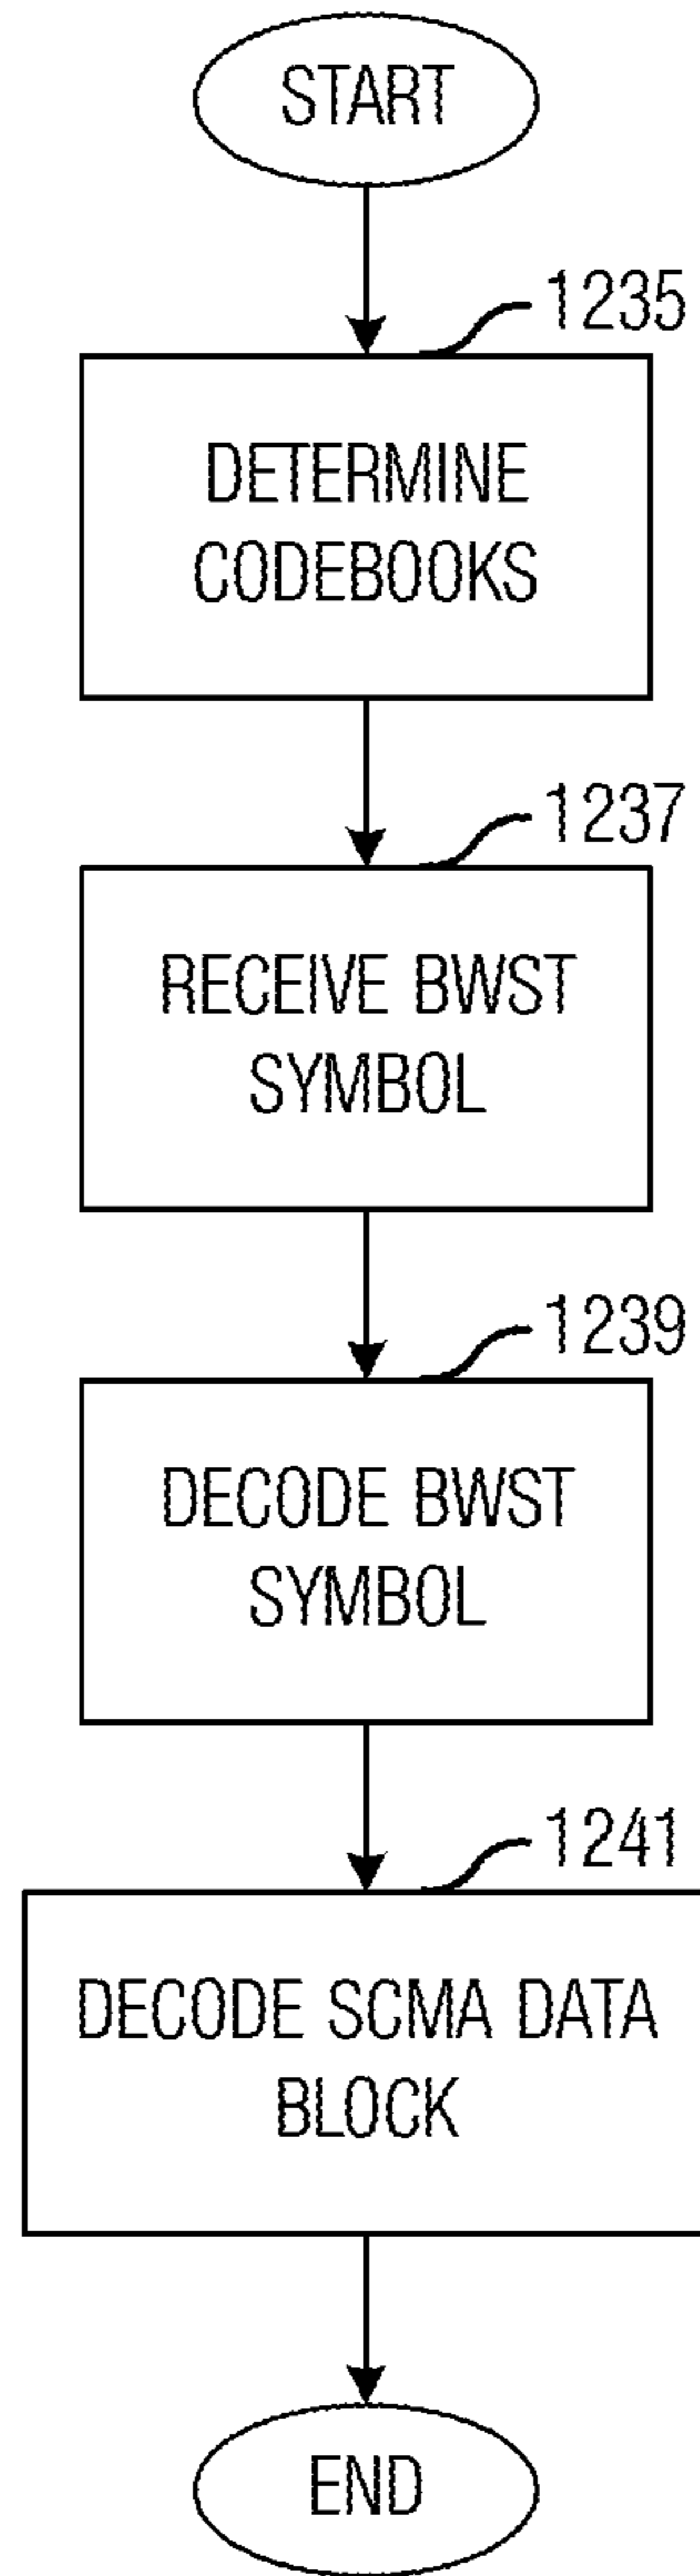 START
1235
DETERMINE
CODEBOOKS
1237
RECEIVE BWST
SYMBOL
1239
DECODE BWST
SYMBOL
1241
DECODE SCMA DATA
BLOCK
END